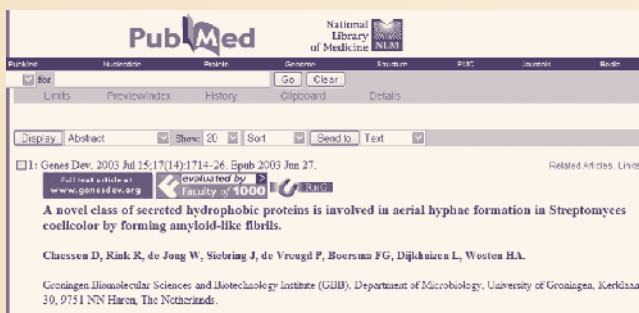 PubMed
National
Library
of Medicine NLM
PubMed Nucleotide Protein Genome Structure PMC Journals Books
for Go Clear
Limits Preview/Index History Clipboard Details
Display Abstract Show: 20 Sort Send to Text
1: Genes Dev. 2003 Jul 15;17(14):1714-26. Epub 2003 Jun 27. Related Articles, Links
Full text article at
www.genesdev.org
evaluated by
Faculty of 1000
A novel class of secreted hydrophobic proteins is involved in aerial hyphae formation in Streptomyces
coelicolor by forming amyloid-like fibrils.
Claessen D, Rink R, de Jong W, Siebring J, de Vreugd P, Boersma FG, Dijkhuizen L, Wosten HA.
Groningen Biomolecular Sciences and Biotechnology Institute (GBB), Department of Microbiology, University of Groningen, Kerklaan
30, 9751 NN Haren, The Netherlands.